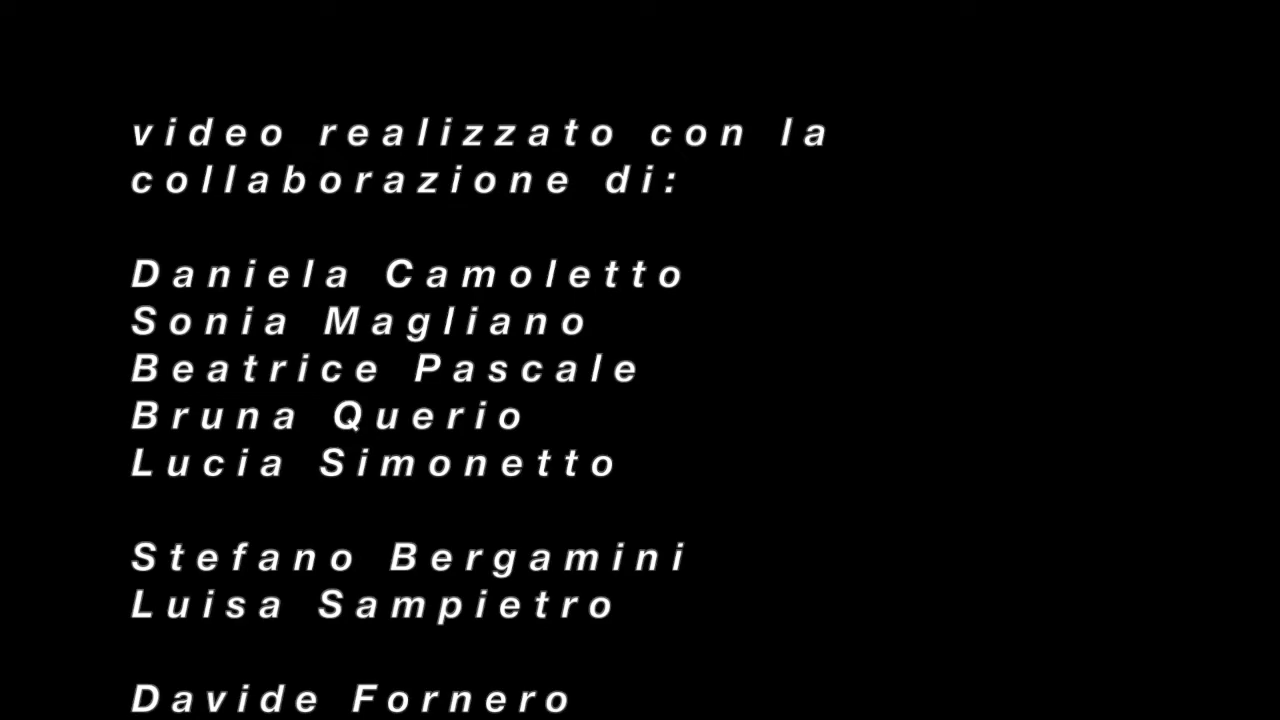 video realizzato con la
collaborazione di:
Daniela Camoletto
Sonia Magliano
Beatrice Pascale
Bruna Querio
Lucia Simonetto
Stefano Bergamini
Luisa Sampietro
Davide Fornero